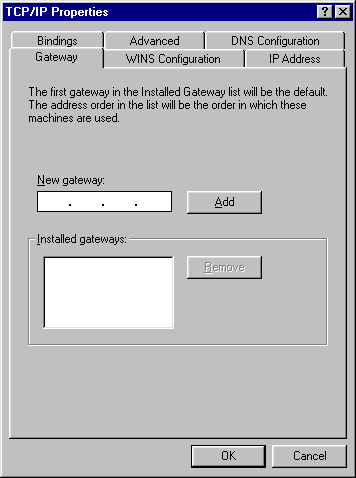 TCP/IP Properties
Bindings Advanced DNS Configuration
Gateway WINS Configuration IP Address
The first gateway in the Installed Gateway list will be the default.
The address order in the list will be the order in which these
machines are used.
New gateway:
. . . Add
Installed gateways:
Remove
OK Cancel